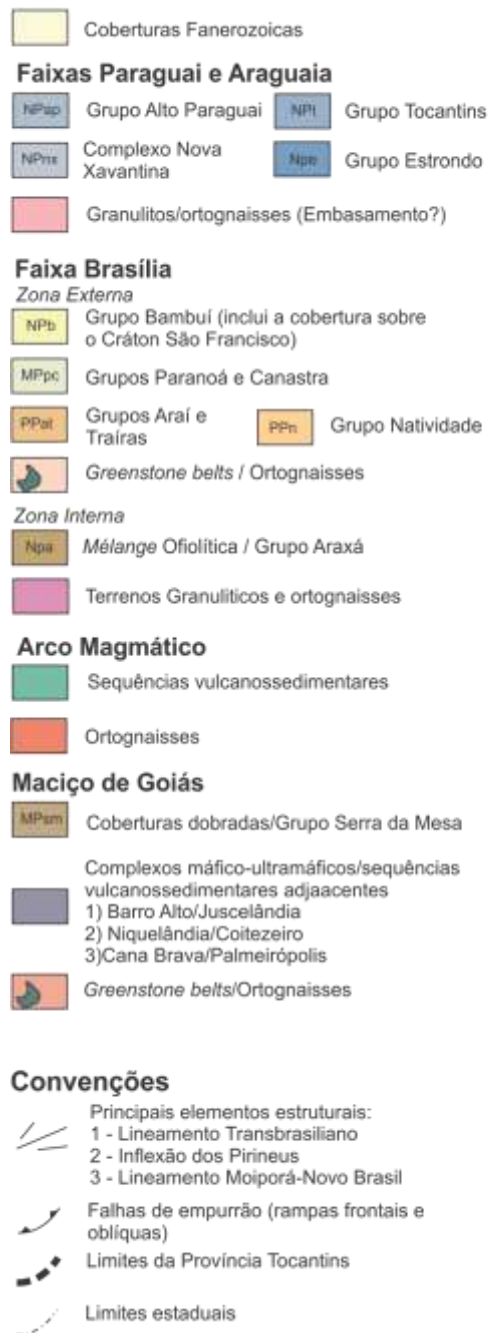 Coberturas Fanerozoicas
Faixas Paraguai e Araguaia
NPap Grupo Alto Paraguai NPt Grupo Tocantins
NPnx Complexo Nova
Xavantina
Npe Grupo Estrondo
Granulitos/ortognaisses (Embasamento?)
Faixa Brasília
Zona Externa
NPb Grupo Bambuí (inclui a cobertura sobre
o Cráton São Francisco)
MPpc Grupos Paranoá e Canastra
PPat Grupos Araí e
Traíras
PPn Grupo Natividade
Greenstone belts / Ortognaisses
Zona Interna
Npa Mélange Ofiolítica / Grupo Araxá
Terrenos Granuliticos e ortognaisses
Arco Magmático
Sequências vulcanossedimentares
Ortognaisses
Maciço de Goiás
MPsm Coberturas dobradas/Grupo Serra da Mesa
Complexos máfico-ultramáficos/sequências
vulcanossedimentares adjaacentes
1) Barro Alto/Juscelândia
2) Niquelândia/Coitezeiro
3)Cana Brava/Palmeirópolis
Greenstone belts/Ortognaisses
Convenções
Principais elementos estruturais:
1 - Lineamento Transbrasiliano
2 - Inflexão dos Pirineus
3 - Lineamento Moiporá-Novo Brasil
Falhas de empurrão (rampas frontais e
oblíquas)
Limites da Província Tocantins
Limites estaduais